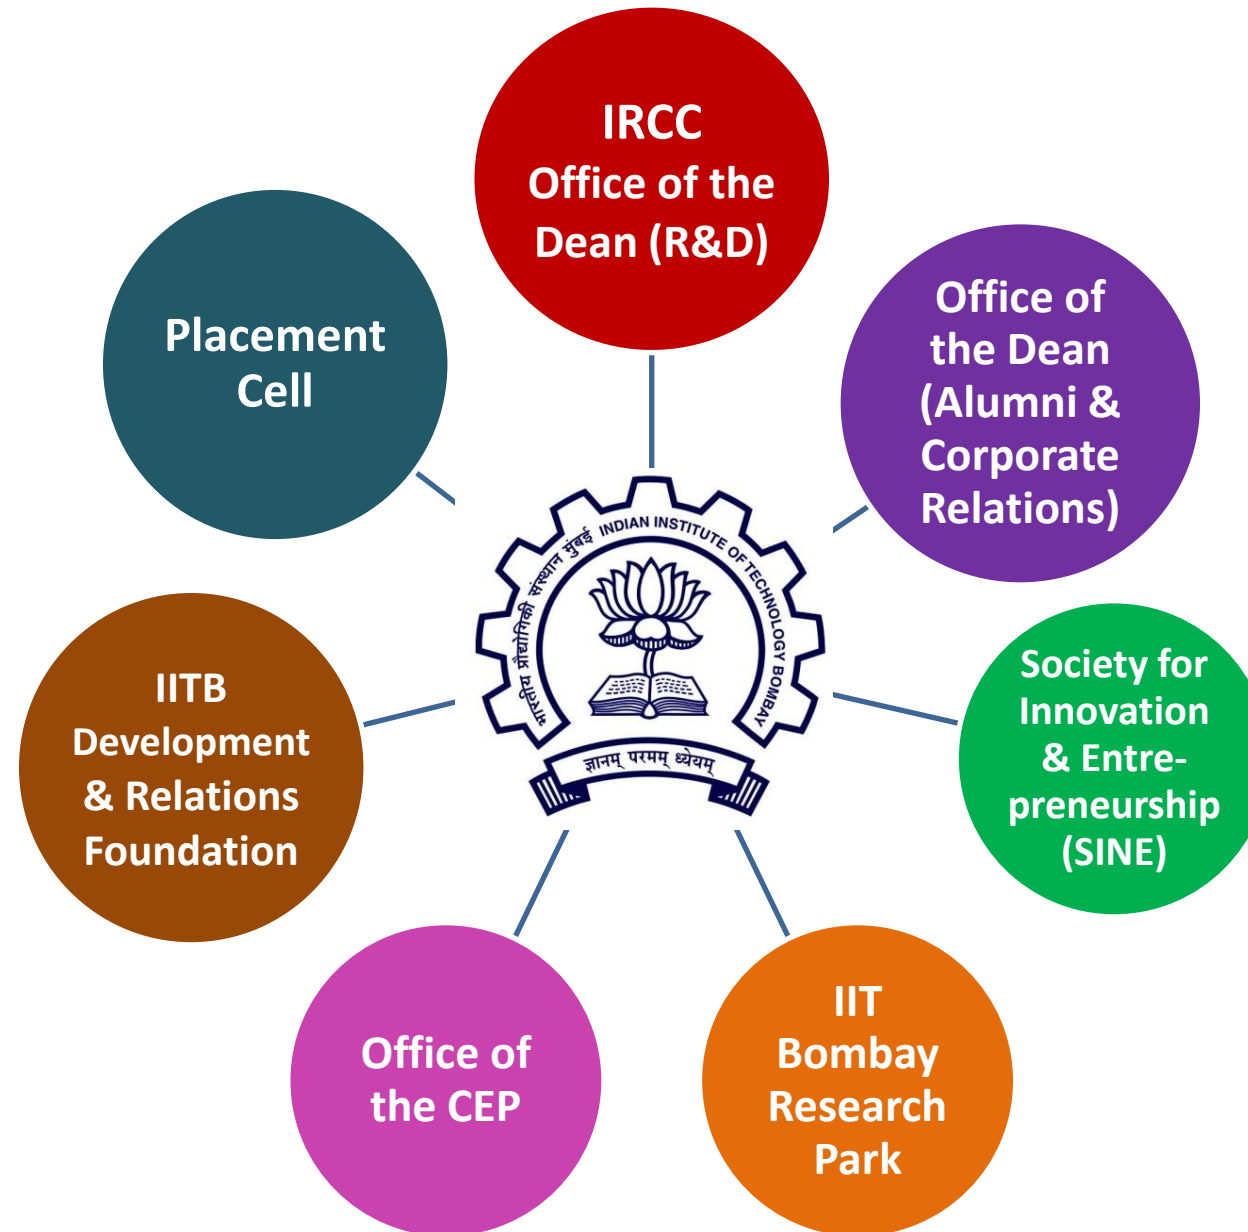 IRCC
Office of the
Dean (R&D)
Office of
the Dean
(Alumni &
Corporate
Relations)
Placement
Cell
भारतीय प्रौद्योगिकी संस्थान मुंबई INDIAN INSTITUTE OF TECHNOLOGY BOMBAY
ज्ञानम् परमम् ध्येयम्
Society for
Innovation
& Entre-
preneurship
(SINE)
IITB
Development
& Relations
Foundation
Office of
the CEP
IIT
Bombay
Research
Park